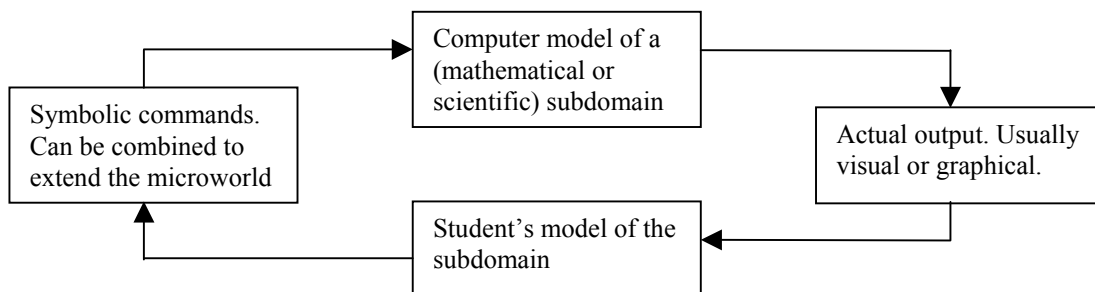 Computer model of a
(mathematical or
scientific) subdomain
Symbolic commands.
Can be combined to
extend the microworld
Actual output. Usually
visual or graphical.
Student’s model of the
subdomain